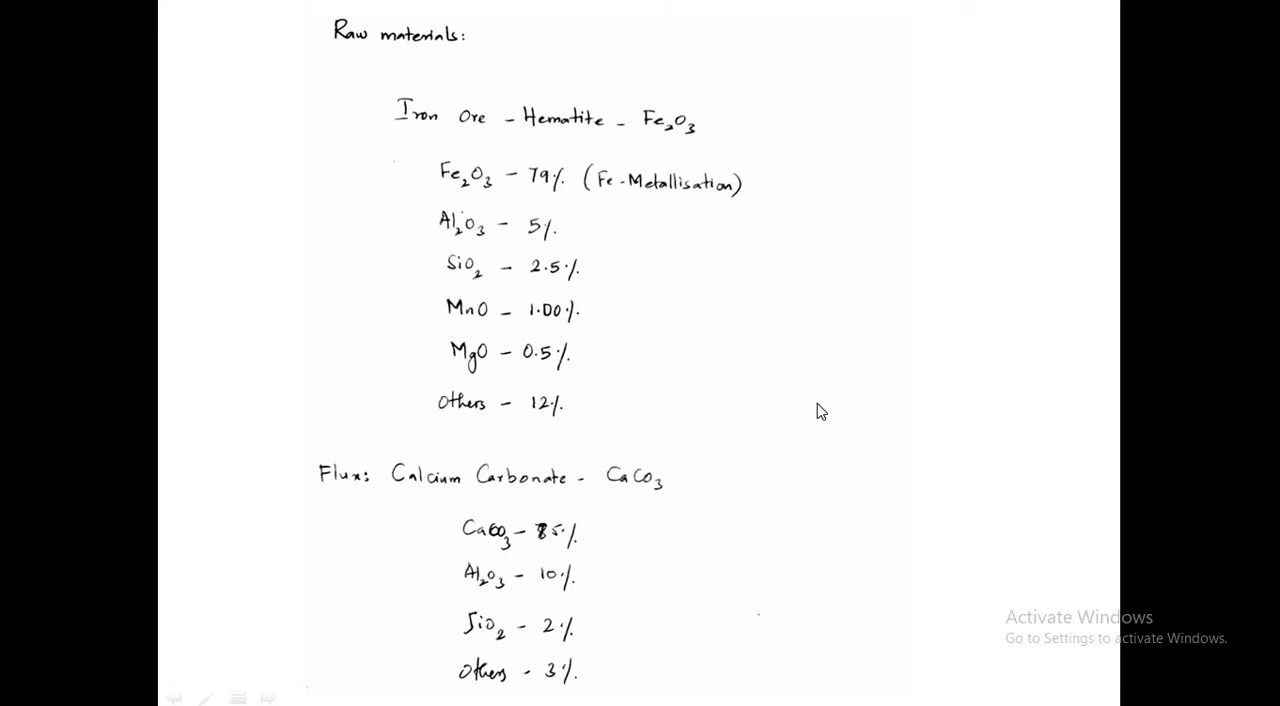 Raw materials:
Iron Ore - Hematite - Fe₂O₃
Fe₂O₃ - 79% (Fe-Metallisation)
Al₂O₃ - 5%.
SiO₂ - 2.5%.
MnO - 1.00%.
MgO - 0.5%.
Others - 12%.
Flux: Calcium Carbonate - CaCO₃
CaCO₃ - 85%.
Al₂O₃ - 10%.
SiO₂ - 2%.
Others - 3%.
Activate Windows
Go to Settings to activate Windows.